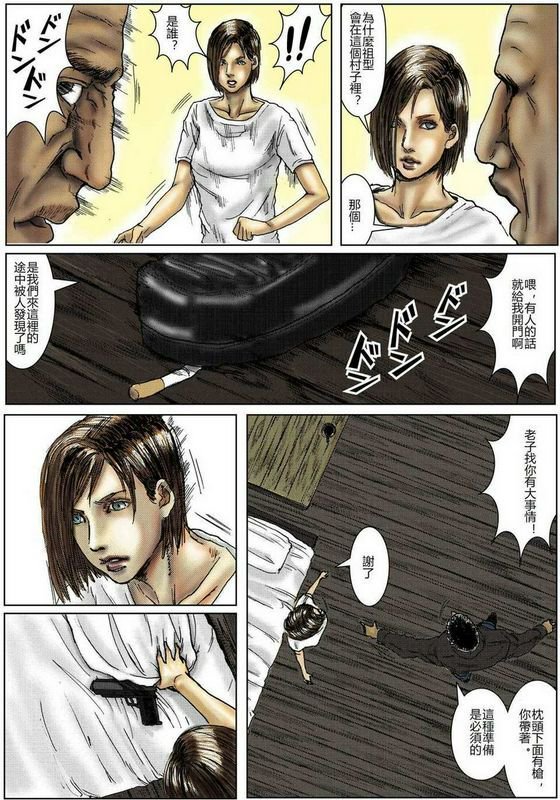 為什麼祖型
會在這個村子裡？
那個…
!!
是誰？
ドンドン
ドンドン
喂，有人的話
就給我開門啊
ドンドン
是我們來這裡的
途中被人發現了嗎
老子找你有大事情！
謝了
枕頭下面有槍，
你帶著。
這種準備
是必須的